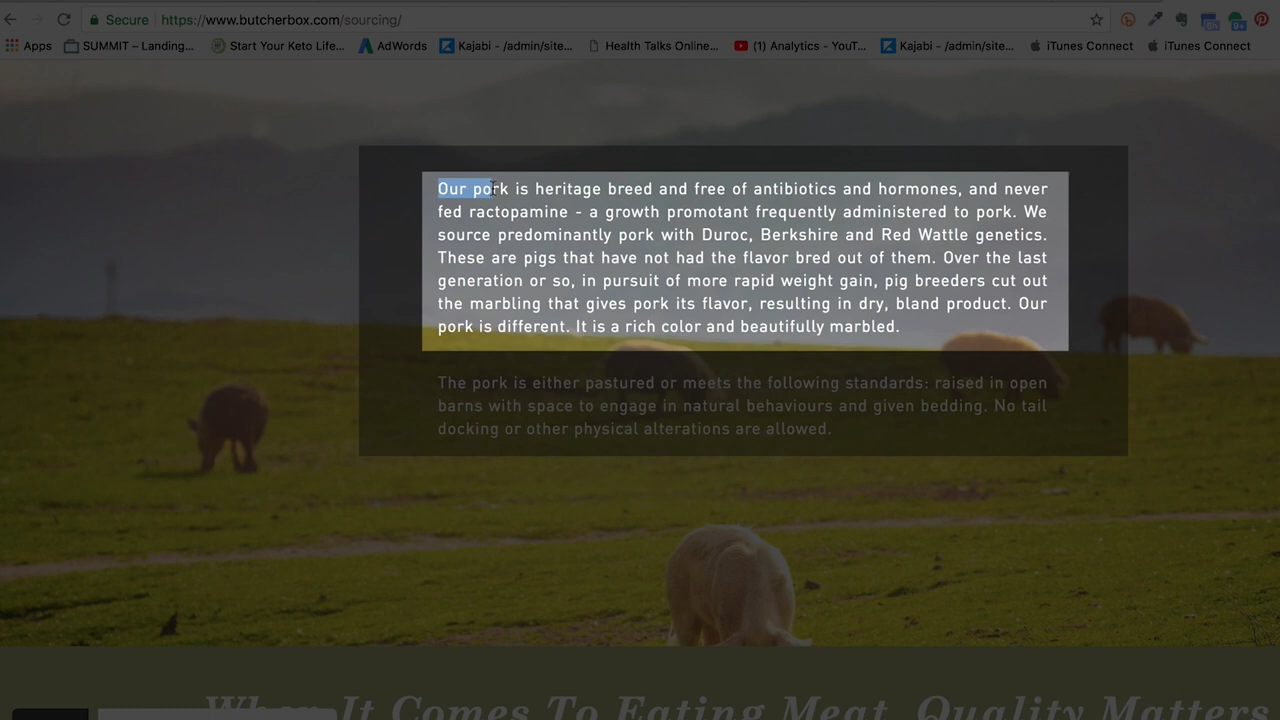 Secure https://www.butcherbox.com/sourcing/
Apps SUMMIT – Landing... Start Your Keto Life... AdWords Kajabi - /admin/site... Health Talks Online... (1) Analytics - YouT... Kajabi - /admin/site... iTunes Connect iTunes Connect
Our pork is heritage breed and free of antibiotics and hormones, and never
fed ractopamine - a growth promotant frequently administered to pork. We
source predominantly pork with Duroc, Berkshire and Red Wattle genetics.
These are pigs that have not had the flavor bred out of them. Over the last
generation or so, in pursuit of more rapid weight gain, pig breeders cut out
the marbling that gives pork its flavor, resulting in dry, bland product. Our
pork is different. It is a rich color and beautifully marbled.
The pork is either pastured or meets the following standards: raised in open
barns with space to engage in natural behaviours and given bedding. No tail
docking or other physical alterations are allowed.
When It Comes To Eating Meat, Quality Matters